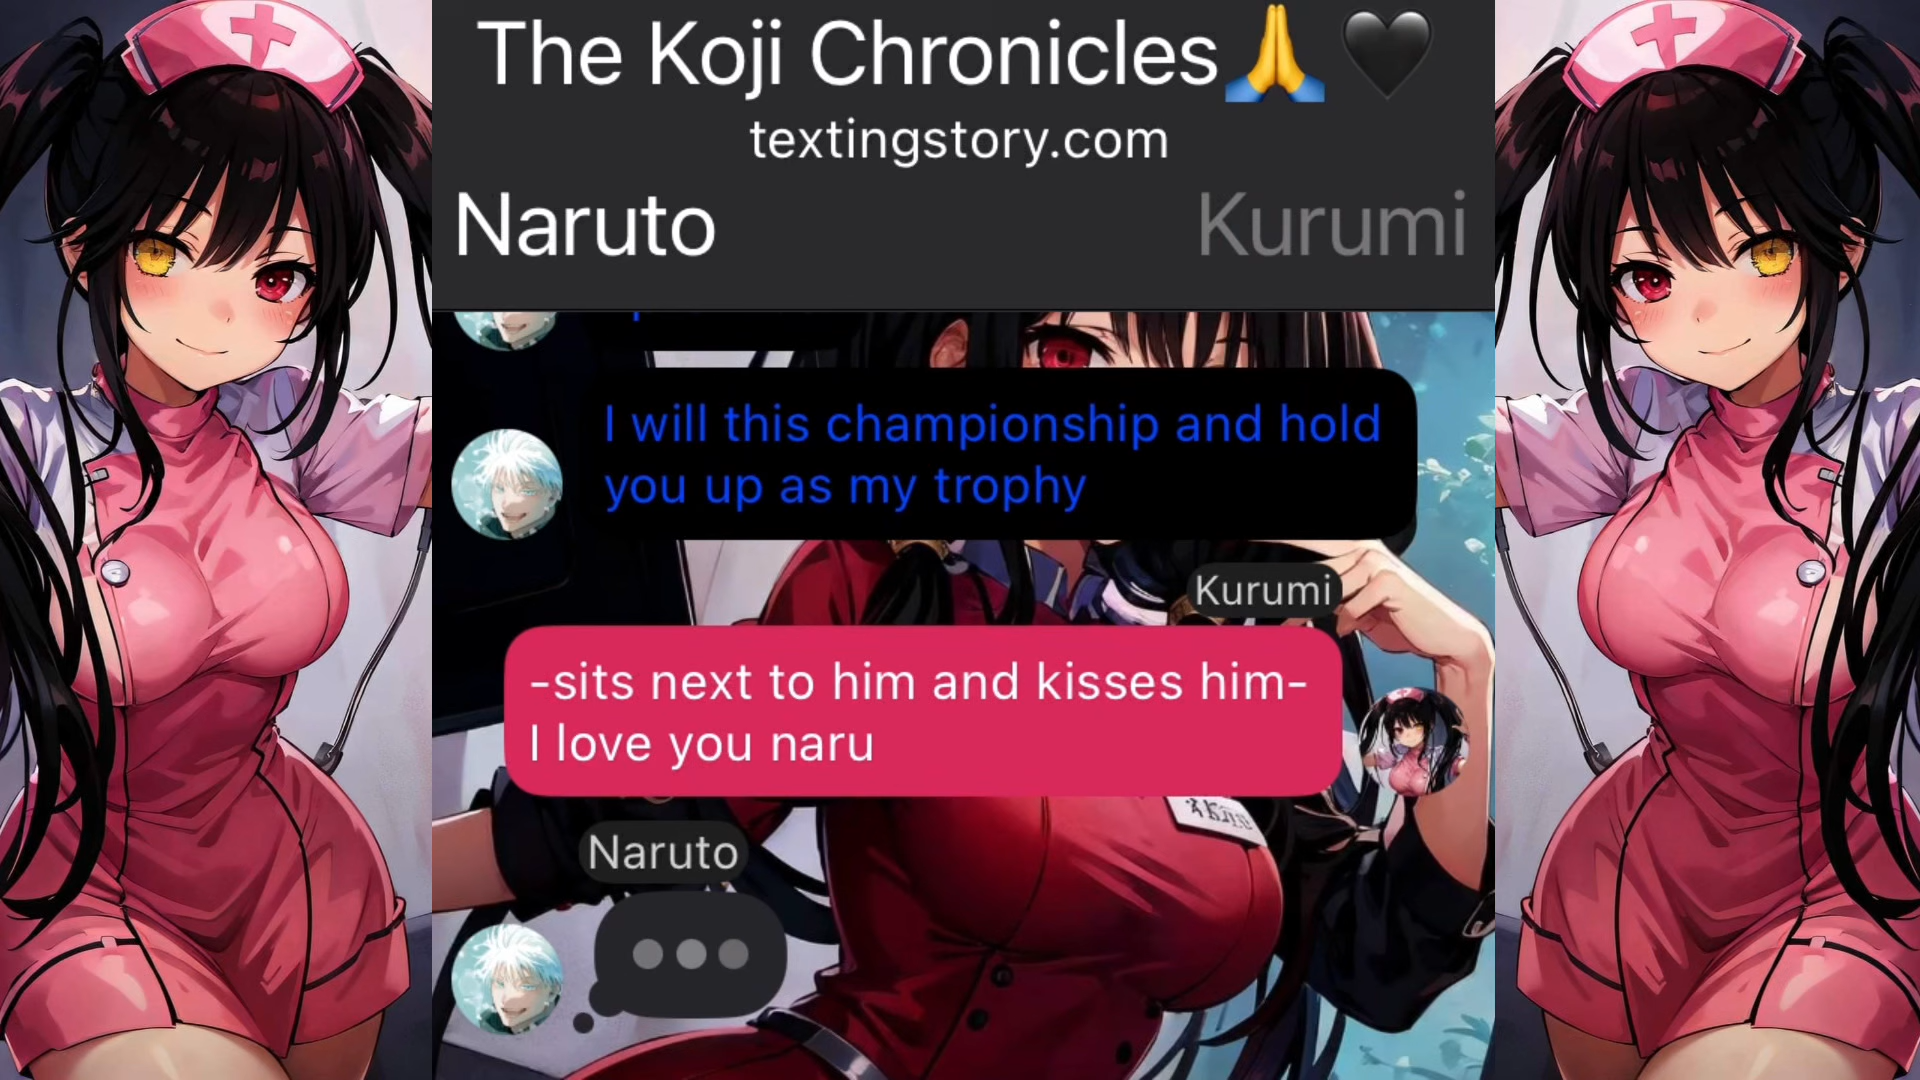 The Koji Chronicles🙏🖤
textingstory.com
Naruto
Kurumi
I will this championship and hold
you up as my trophy
Kurumi
-sits next to him and kisses him-
I love you naru
Naruto